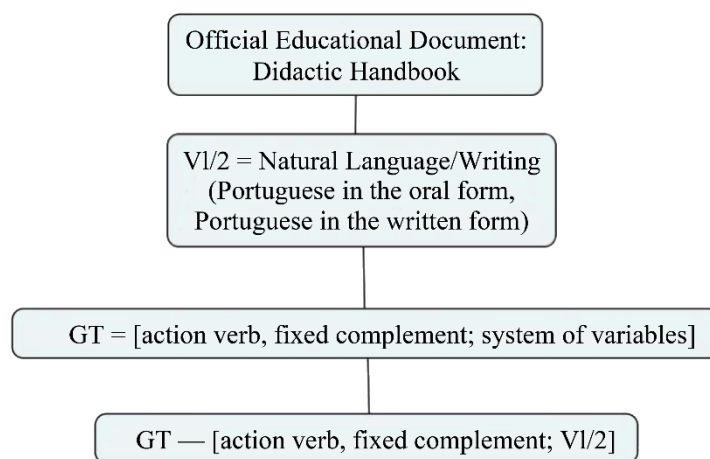 Official Educational Document:
Didactic Handbook
Vl/2 = Natural Language/Writing
(Portuguese in the oral form,
Portuguese in the written form)
GT = [action verb, fixed complement; system of variables]
GT — [action verb, fixed complement; Vl/2]